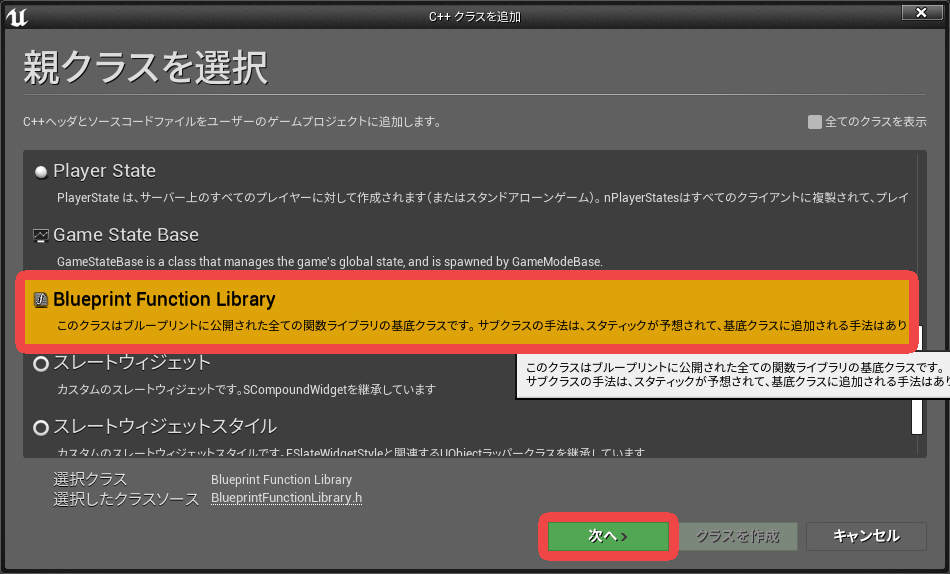 C++ クラスを追加
親クラスを選択
C++ヘッダとソースコードファイルをユーザーのゲームプロジェクトに追加します。
全てのクラスを表示
Player State
PlayerState は、サーバー上のすべてのプレイヤーに対して作成されます(またはスタンドアローンゲーム)。nPlayerStatesはすべてのクライアントに複製されて、プレイ
Game State Base
GameStateBase is a class that manages the game's global state, and is spawned by GameModeBase.
Blueprint Function Library
このクラスはブループリントに公開された全ての関数ライブラリの基底クラスです。サブクラスの手法は、スタティックが予想されて、基底クラスに追加される手法はあり
スレートウィジェット
このクラスはブループリントに公開された全ての関数ライブラリの基底クラスです。
サブクラスの手法は、スタティックが予想されて、基底クラスに追加される手法はあり
カスタムのスレートウィジェットです。SCompoundWidgetを継承しています
スレートウィジェットスタイル
カスタムのスレートウィジェットスタイルです。FSlateWidgetStyleと関連するUObjectラッパークラスを継承しています
選択クラス Blueprint Function Library
選択したクラスソース BlueprintFunctionLibrary.h
次へ> クラスを作成 キャンセル